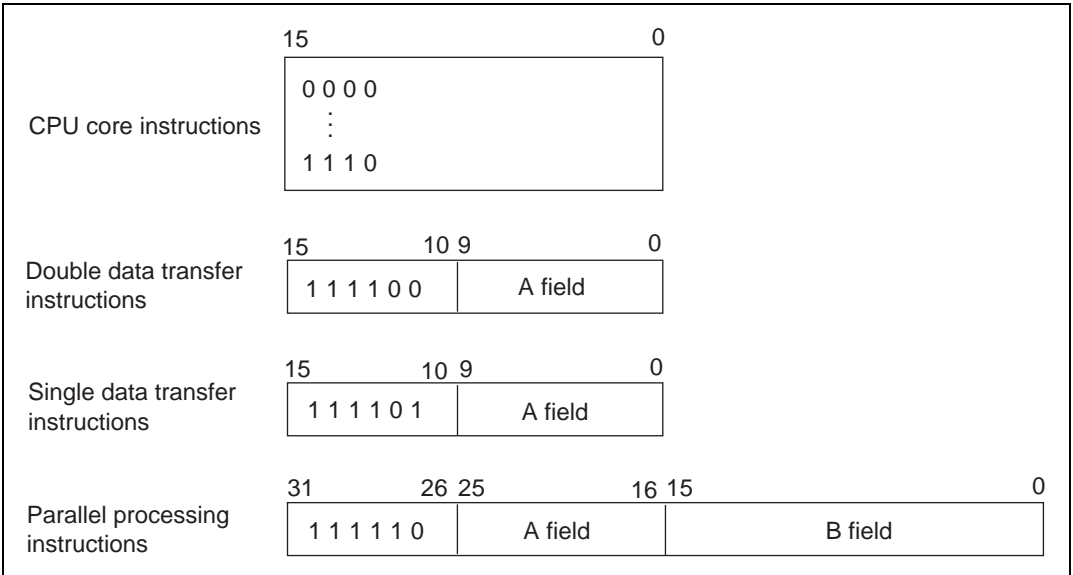 15 0
0 0 0 0
CPU core instructions
⋮
1 1 1 0
15 10 9 0
Double data transfer
instructions
1 1 1 1 0 0 A field
15 10 9 0
Single data transfer
instructions
1 1 1 1 0 1 A field
31 26 25 16 15 0
Parallel processing
instructions
1 1 1 1 1 0 A field B field